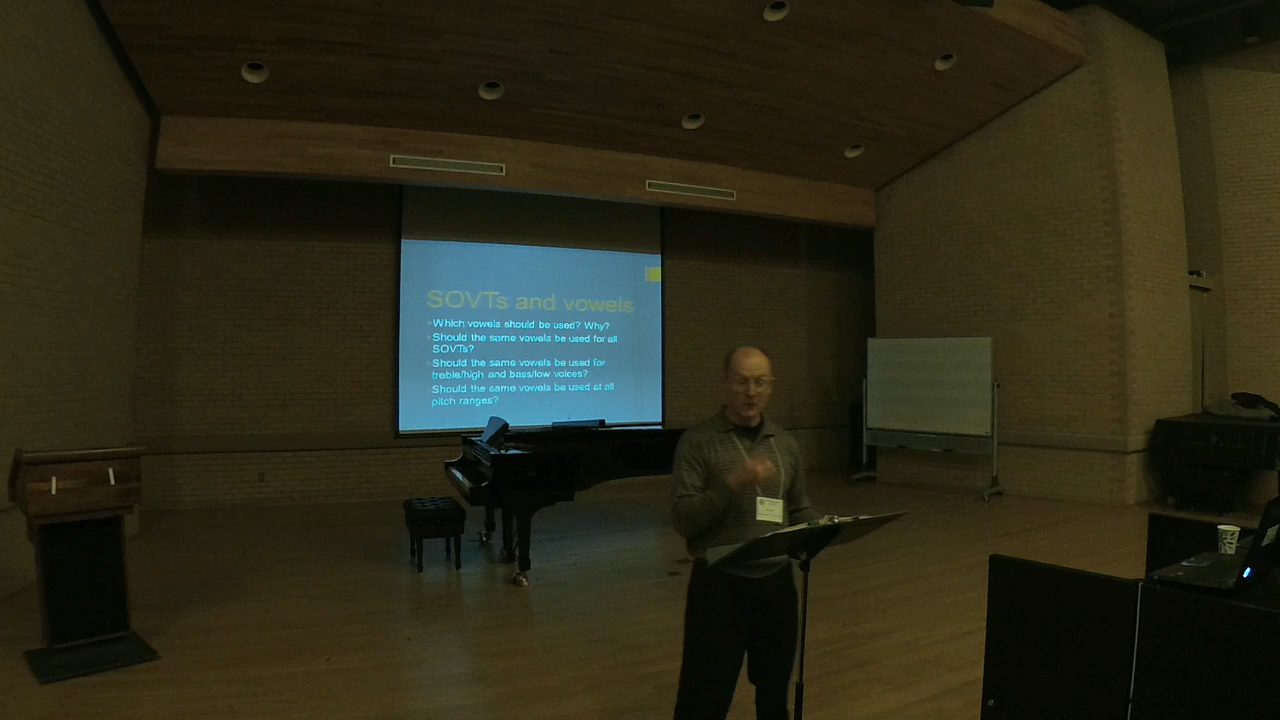 SOVTs and vowels
Which vowels should be used? Why?
Should the same vowels be used for all
SOVTs?
Should the same vowels be used for
treble/high and bass/low voices?
Should the same vowels be used at all
pitch ranges?